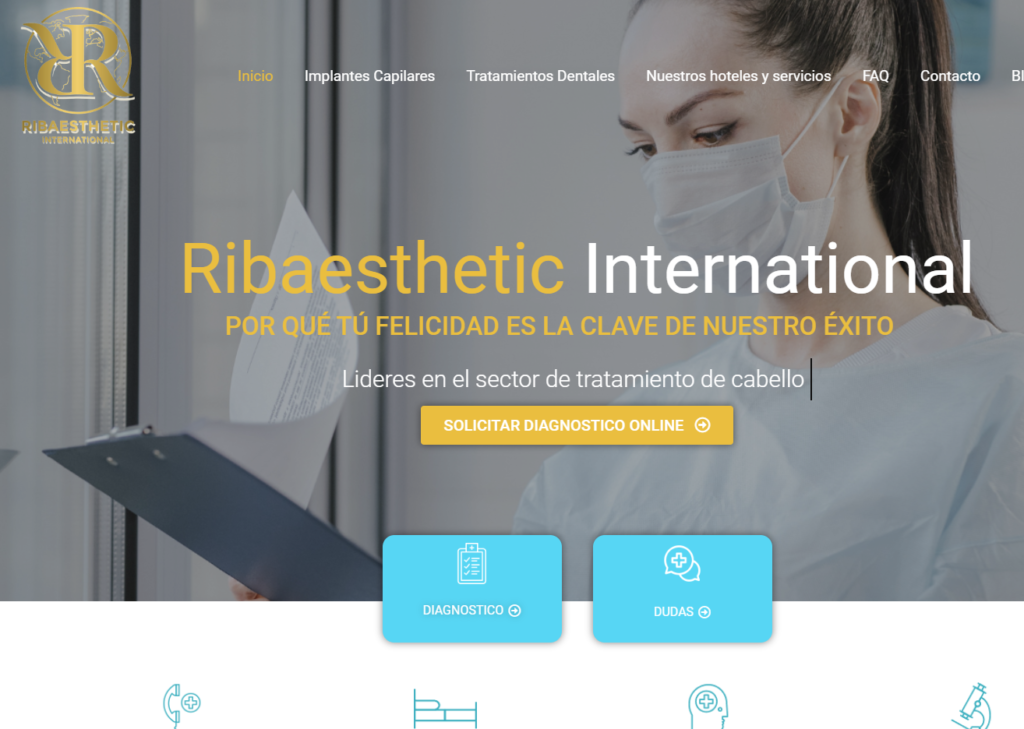 RIBAESTHETIC
INTERNATIONAL
Inicio
Implantes Capilares
Tratamientos Dentales
Nuestros hoteles y servicios
FAQ
Contacto
Ribaesthetic International
POR QUÉ TÚ FELICIDAD ES LA CLAVE DE NUESTRO ÉXITO
Lideres en el sector de tratamiento de cabello
SOLICITAR DIAGNOSTICO ONLINE
DIAGNOSTICO
DUDAS